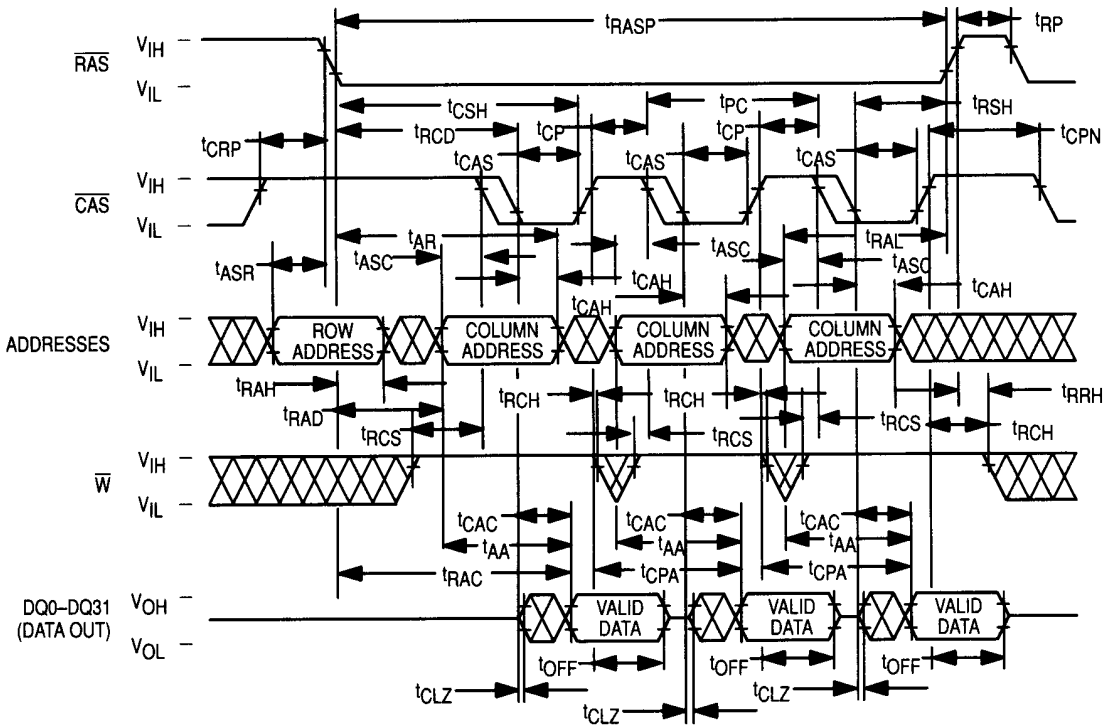 tRASP
tRP
RAS
VIH
VIL
tCSH
tPC
tRSH
tCRP
tRCD
tCP
tCP
tCPN
tCAS
tCAS
tCAS
CAS
VIH
VIL
tAR
tRAL
tASR
tASC
tASC
tASC
tCAH
tCAH
tCAH
ADDRESSES
VIH
VIL
ROW ADDRESS
COLUMN ADDRESS
COLUMN ADDRESS
COLUMN ADDRESS
tRAH
tRAD
tRCS
tRCH
tRCH
tRCS
tRCS
tRRH
tRCH
W
VIH
VIL
tCAC
tCAC
tCAC
tAA
tAA
tAA
tRAC
tCPA
tCPA
DQ0–DQ31
(DATA OUT)
VOH
VOL
VALID DATA
VALID DATA
VALID DATA
tOFF
tOFF
tOFF
tCLZ
tCLZ
tCLZ